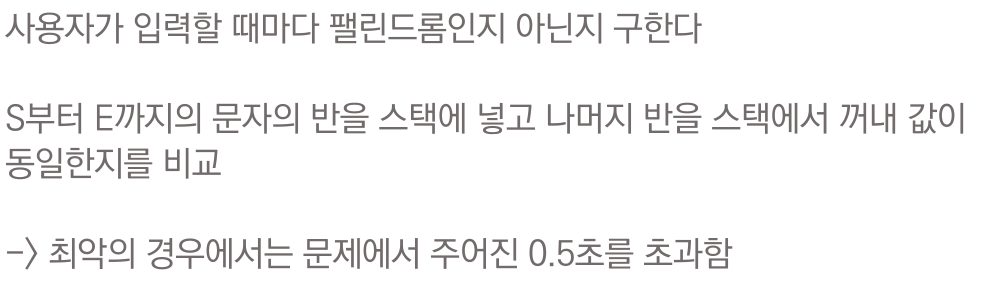 사용자가 입력할 때마다 팰린드롬인지 아닌지 구한다
S부터 E까지의 문자의 반을 스택에 넣고 나머지 반을 스택에서 꺼내 값이
동일한지를 비교
-> 최악의 경우에서는 문제에서 주어진 0.5초를 초과함